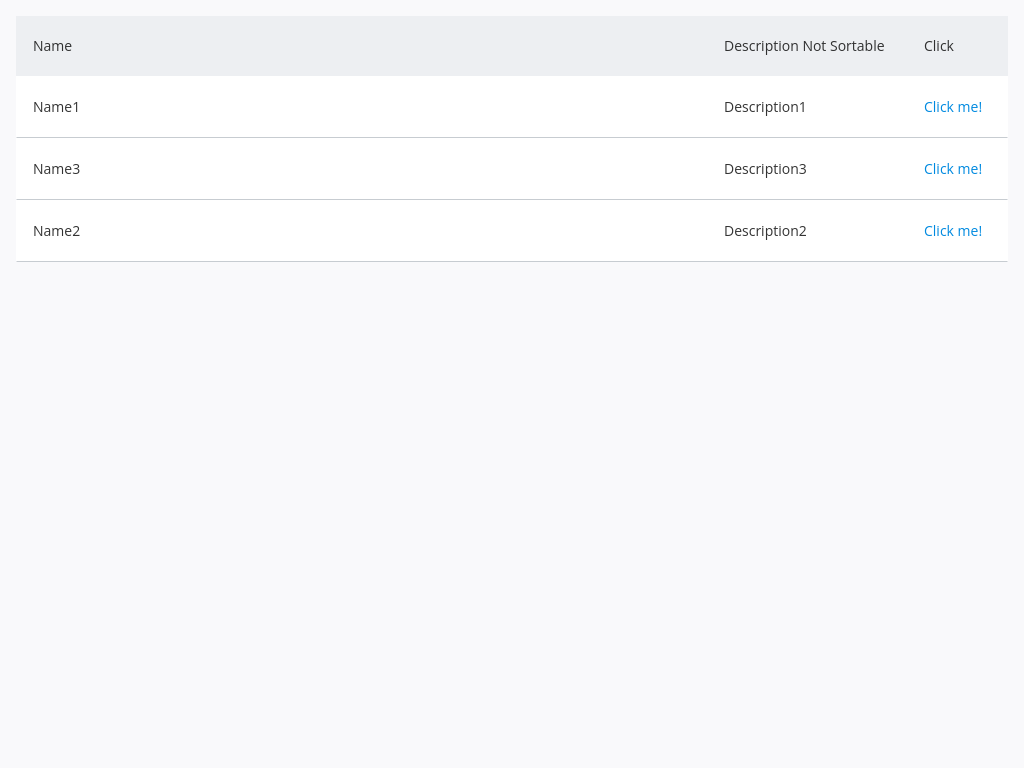 Name Description Not Sortable Click
Name1 Description1 Click me!
Name3 Description3 Click me!
Name2 Description2 Click me!